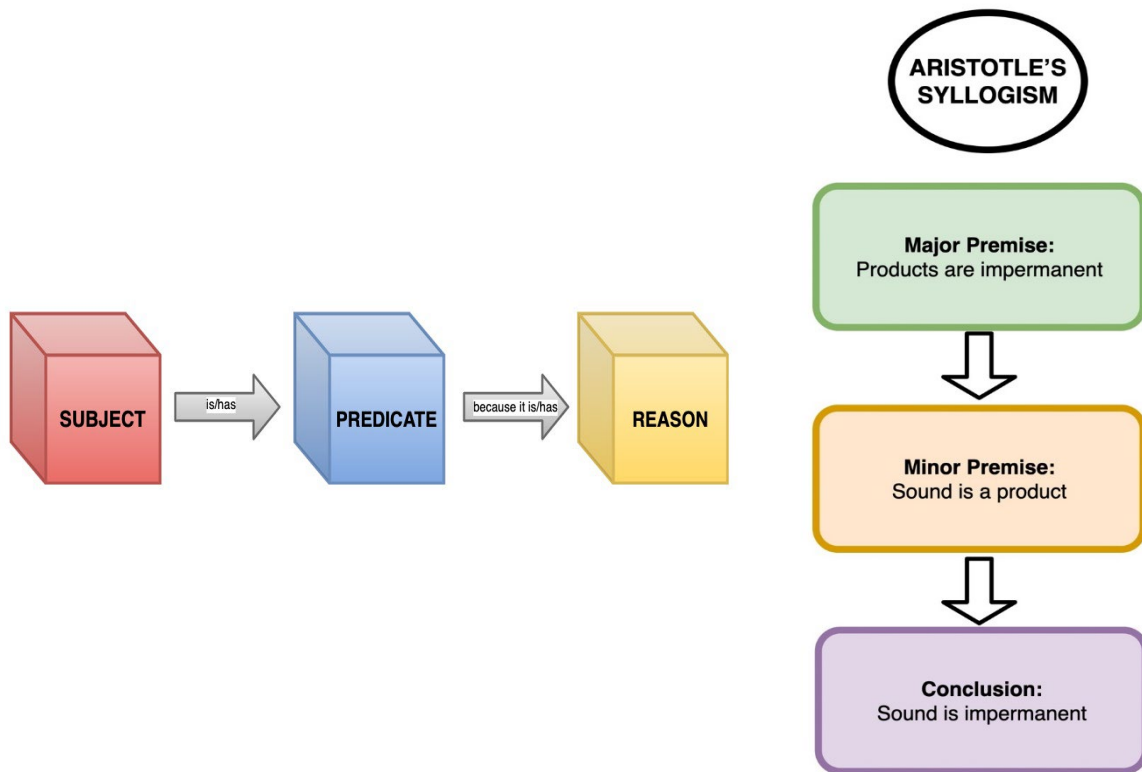 SUBJECT
is/has
PREDICATE
because it is/has
REASON
ARISTOTLE'S
SYLLOGISM
Major Premise:
Products are impermanent
Minor Premise:
Sound is a product
Conclusion:
Sound is impermanent